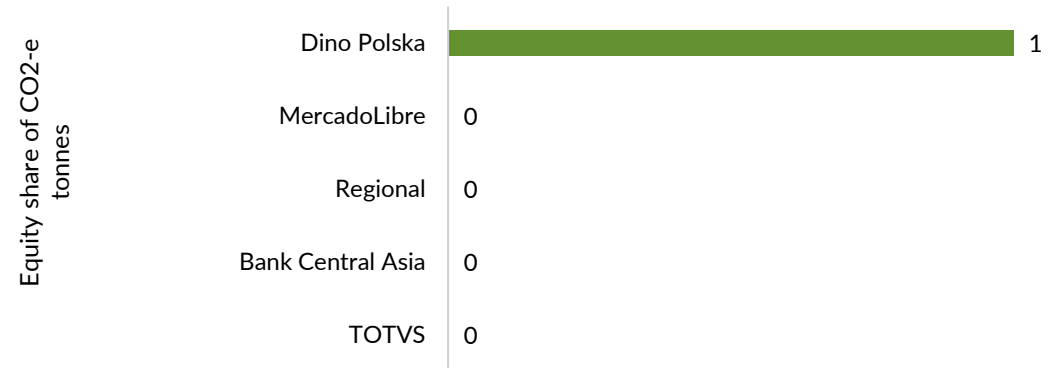 Equity share of CO2-e
tonnes
Dino Polska 1
MercadoLibre 0
Regional 0
Bank Central Asia 0
TOTVS 0